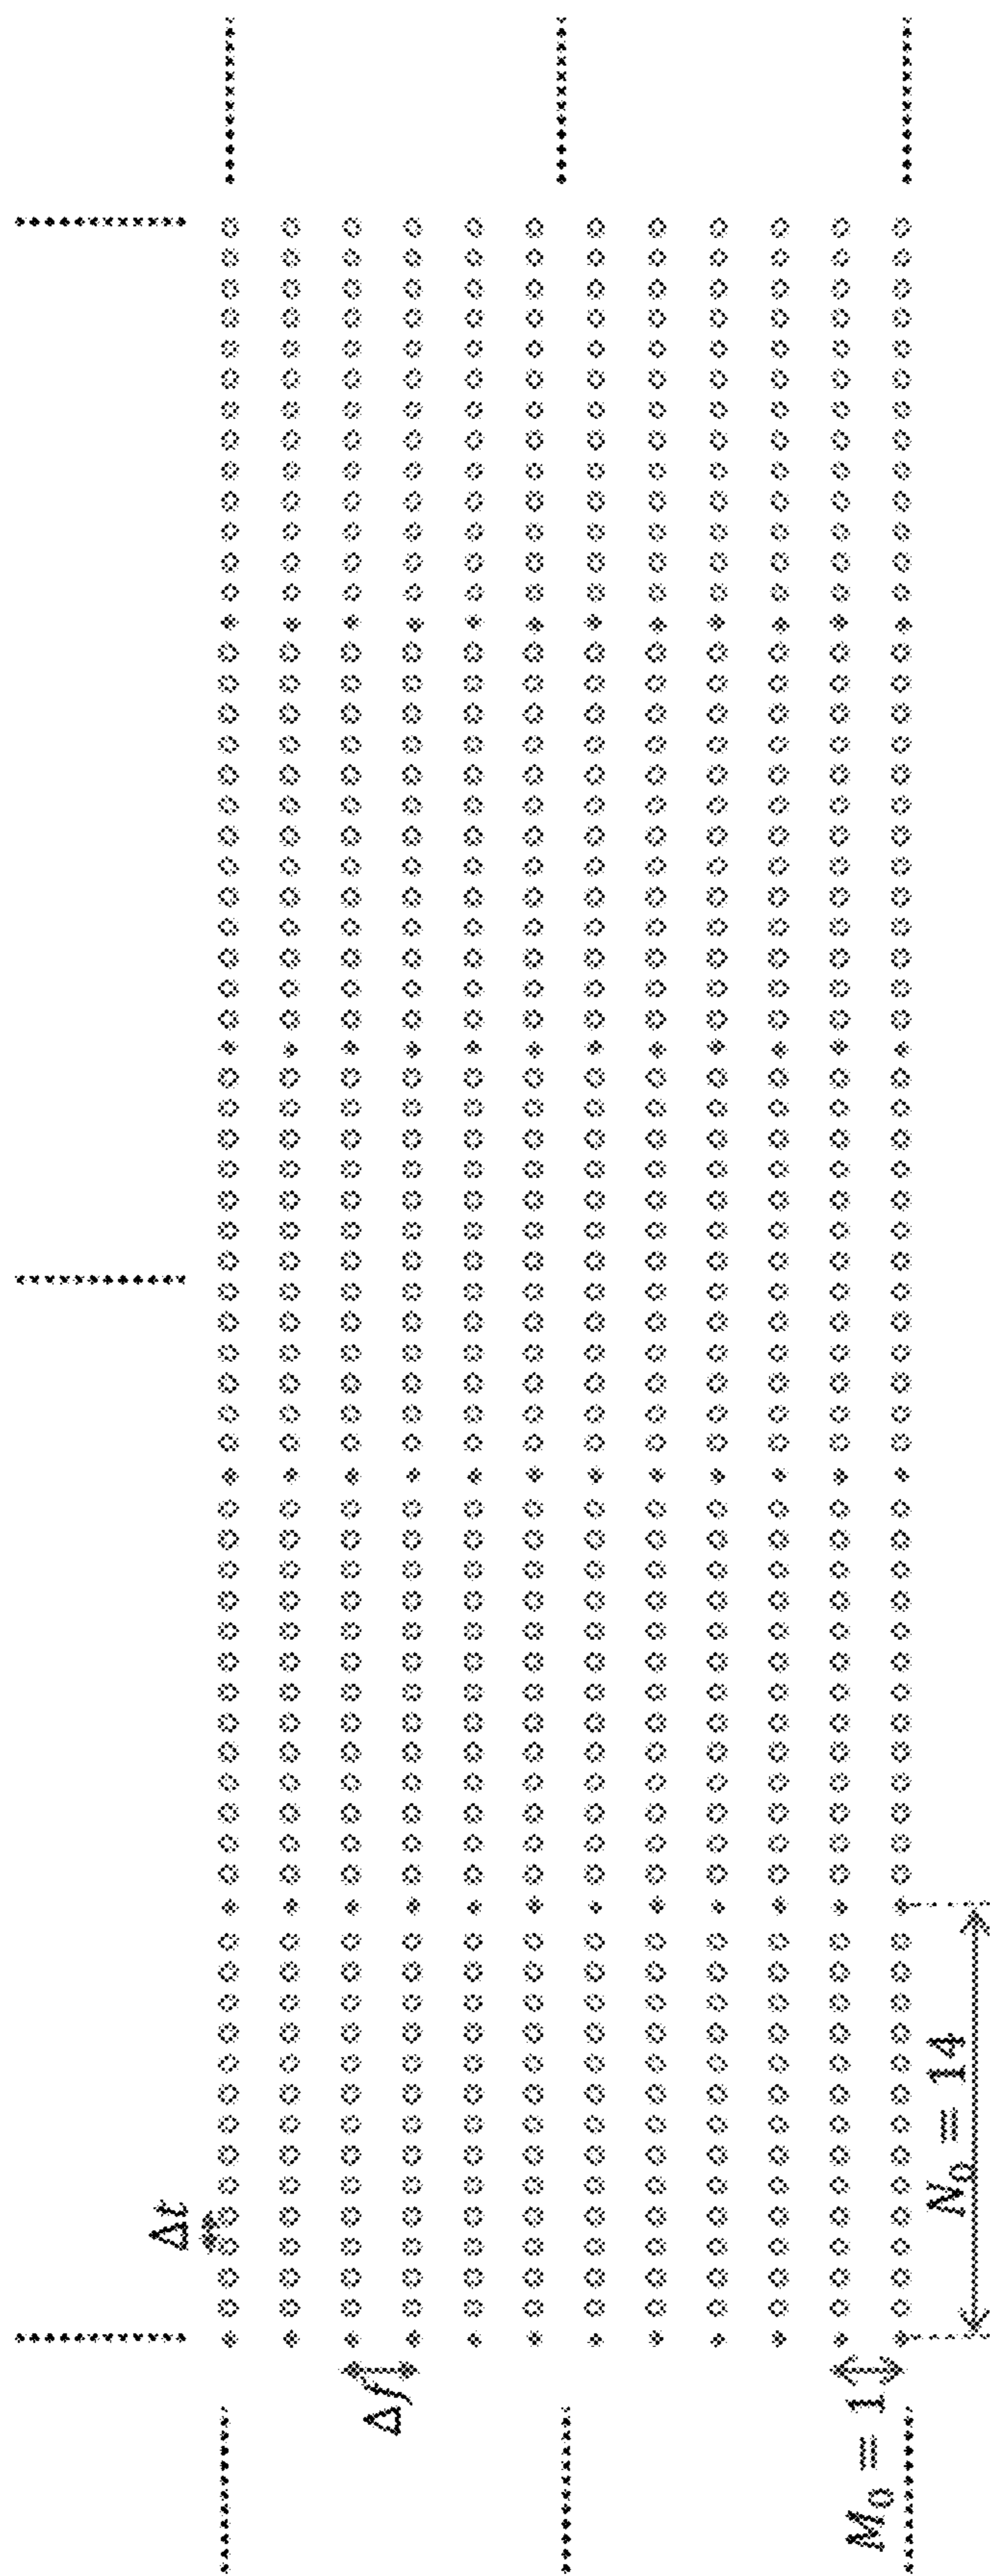 Δt
Δf
M₀ = 1
N₀ = 14